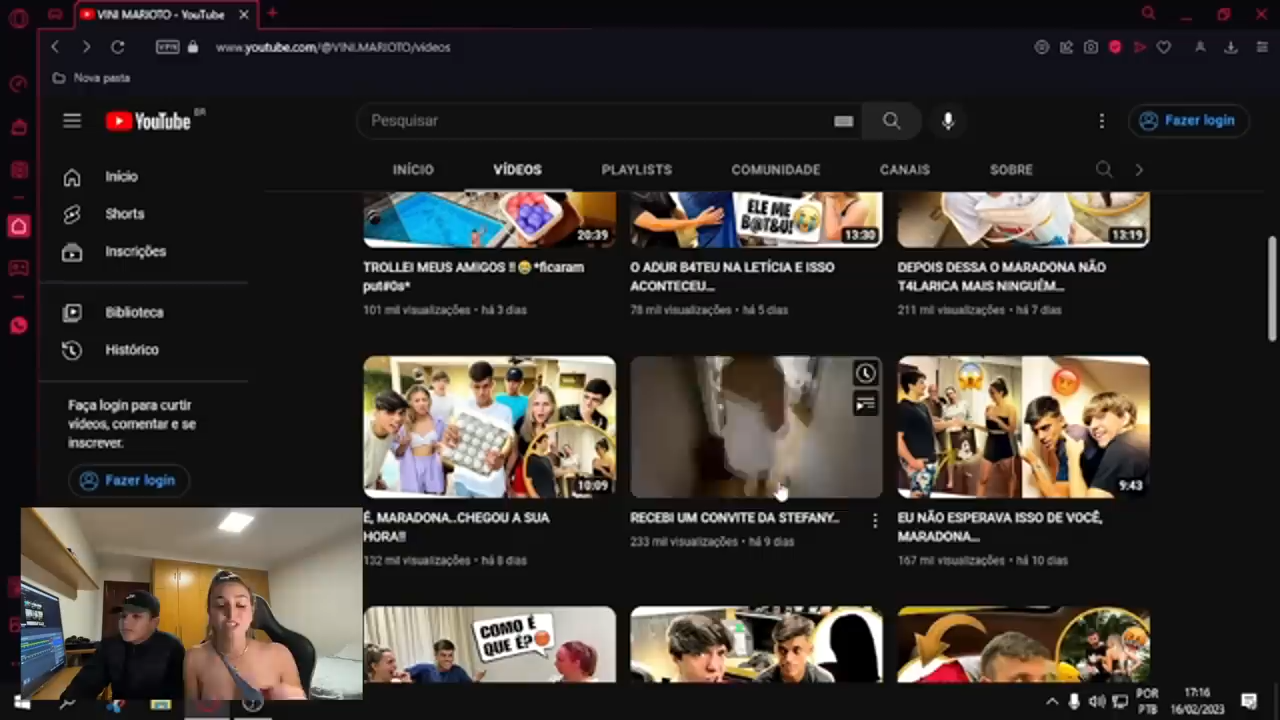 VINI MARIOTO - YouTube
VPN
www.youtube.com/@VINI.MARIOTO/videos
Nova pasta
YouTube BR
Pesquisar
Fazer login
INÍCIO VÍDEOS PLAYLISTS COMUNIDADE CANAIS SOBRE
Início
Shorts
Inscrições
Biblioteca
Histórico
Faça login para curtir
vídeos, comentar e se
inscrever.
Fazer login
20:39
ELE ME
B@T&U!
13:30
13:19
TROLLEI MEUS AMIGOS !! *ficaram
put#0s*
101 mil visualizações • há 3 dias
O ADUR B4TEU NA LETÍCIA E ISSO
ACONTECEU...
78 mil visualizações • há 5 dias
DEPOIS DESSA O MARADONA NÃO
T4LARICA MAIS NINGUÉM...
211 mil visualizações • há 7 dias
10:09
9:43
É, MARADONA..CHEGOU A SUA
HORA!!
132 mil visualizações • há 8 dias
RECEBI UM CONVITE DA STEFANY...
233 mil visualizações • há 9 dias
EU NÃO ESPERAVA ISSO DE VOCÊ,
MARADONA...
167 mil visualizações • há 10 dias
COMO É
QUE É?
POR
PTB
17:16
16/02/2023